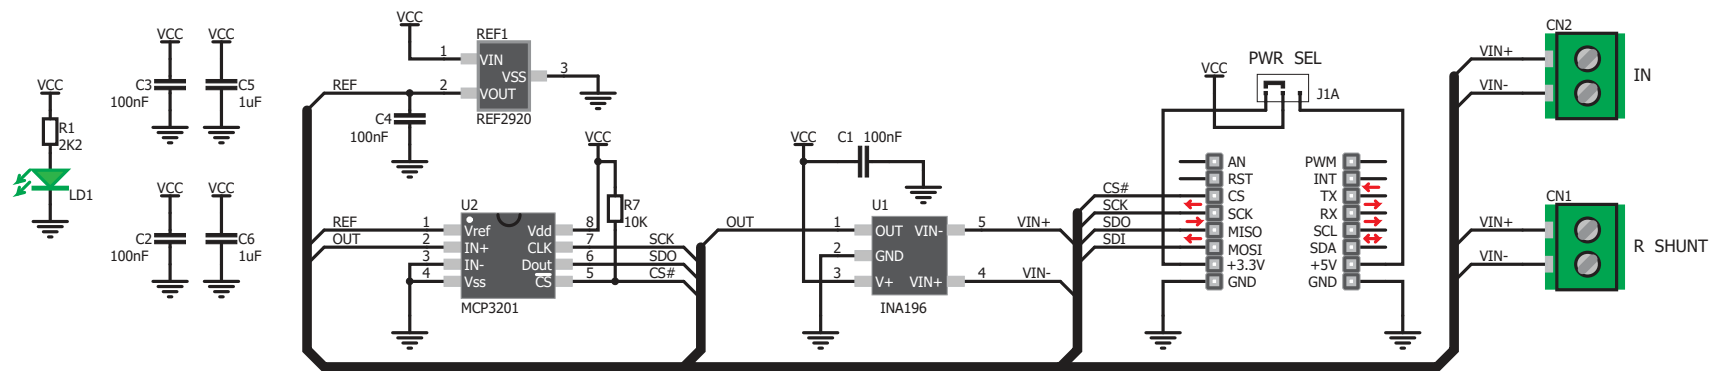 VCC
R1
2K2
LD1
VCC
C3
100nF
VCC
C5
1uF
VCC
C2
100nF
VCC
C6
1uF
VCC
REF1
1
VIN
VSS
3
REF
2
VOUT
REF2920
C4
100nF
VCC
R7
10K
U2
REF
1
Vref
Vdd
8
OUT
2
IN+
CLK
7
SCK
3
IN-
Dout
6
SDO
4
Vss
CS
5
CS#
MCP3201
VCC
C1
100nF
U1
OUT
1
OUT
VIN-
5
VIN+
2
GND
3
V+
VIN+
4
VIN-
INA196
PWR SEL
VCC
J1A
AN
PWM
RST
INT
CS#
CS
TX
SCK
SCK
RX
SDO
MISO
SCL
SDI
MOSI
SDA
+3.3V
+5V
GND
GND
CN2
VIN+
VIN-
IN
CN1
VIN+
VIN-
R SHUNT